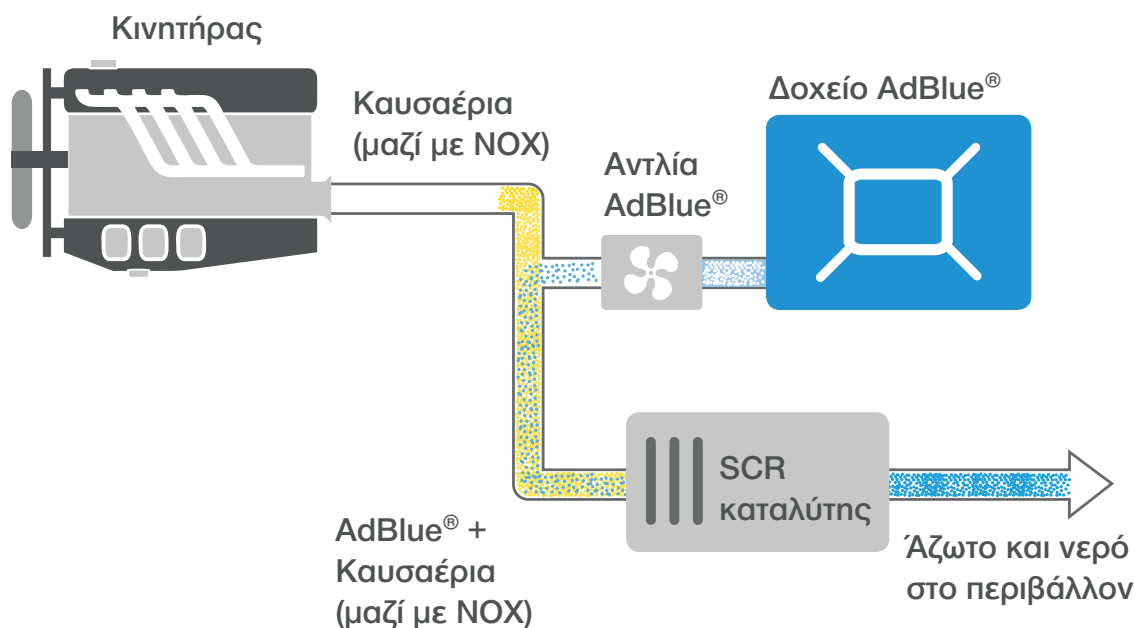 Κινητήρας
Καυσαέρια
(μαζί με NOX)
Αντλία
AdBlue®
Δοχείο AdBlue®
SCR
καταλύτης
AdBlue® +
Καυσαέρια
(μαζί με NOX)
Άζωτο και νερό
στο περιβάλλον